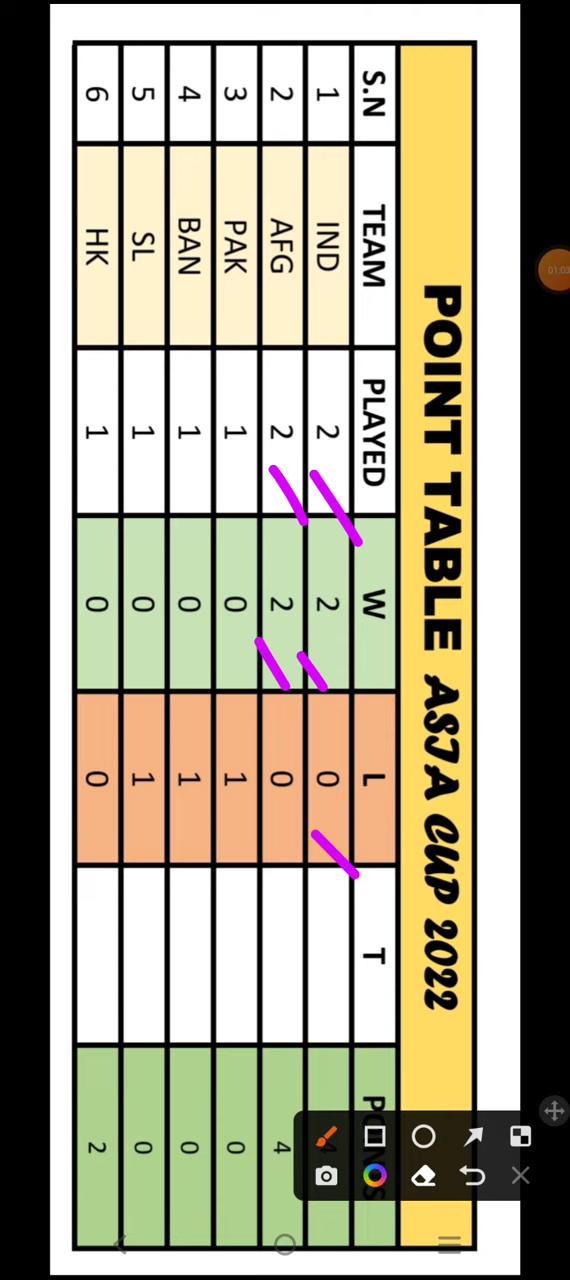 POINT TABLE ASIA CUP 2022
S.N TEAM PLAYED W L T
1 IND 2 2 0
2 AFG 2 2 0 4
3 PAK 1 0 1 0
4 BAN 1 0 1 0
5 SL 1 0 1 0
6 HK 1 0 0 2
01:03